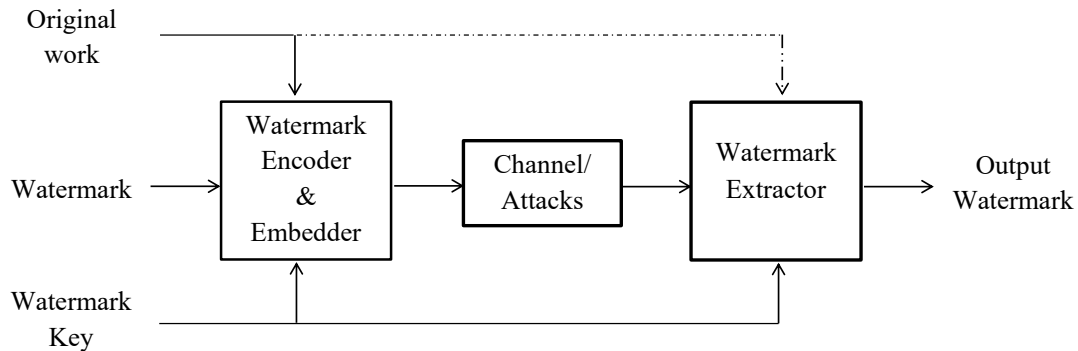 Original
work
Watermark
Encoder
&
Embedder
Channel/
Attacks
Watermark
Extractor
Watermark
Output
Watermark
Watermark
Key